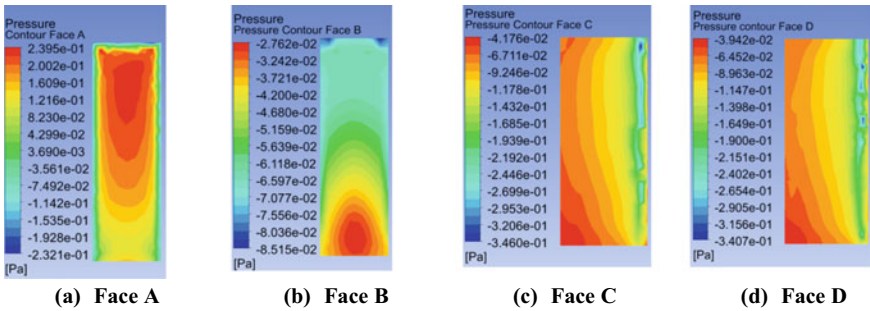 Pressure
Contour Face A
2.395e-01
2.002e-01
1.609e-01
1.216e-01
8.230e-02
4.299e-02
3.690e-03
-3.561e-02
-7.492e-02
-1.142e-01
-1.535e-01
-1.928e-01
-2.321e-01
[Pa]
(a) Face A
Pressure
Pressure Contour Face B
-2.762e-02
-3.242e-02
-3.721e-02
-4.200e-02
-4.680e-02
-5.159e-02
-5.639e-02
-6.118e-02
-6.597e-02
-7.077e-02
-7.556e-02
-8.036e-02
-8.515e-02
[Pa]
(b) Face B
Pressure
Pressure Contour Face C
-4.176e-02
-6.711e-02
-9.246e-02
-1.178e-01
-1.432e-01
-1.685e-01
-1.939e-01
-2.192e-01
-2.446e-01
-2.699e-01
-2.953e-01
-3.206e-01
-3.460e-01
[Pa]
(c) Face C
Pressure
Pressure contour Face D
-3.942e-02
-6.452e-02
-8.963e-02
-1.147e-01
-1.398e-01
-1.649e-01
-1.900e-01
-2.151e-01
-2.402e-01
-2.654e-01
-2.905e-01
-3.156e-01
-3.407e-01
[Pa]
(d) Face D